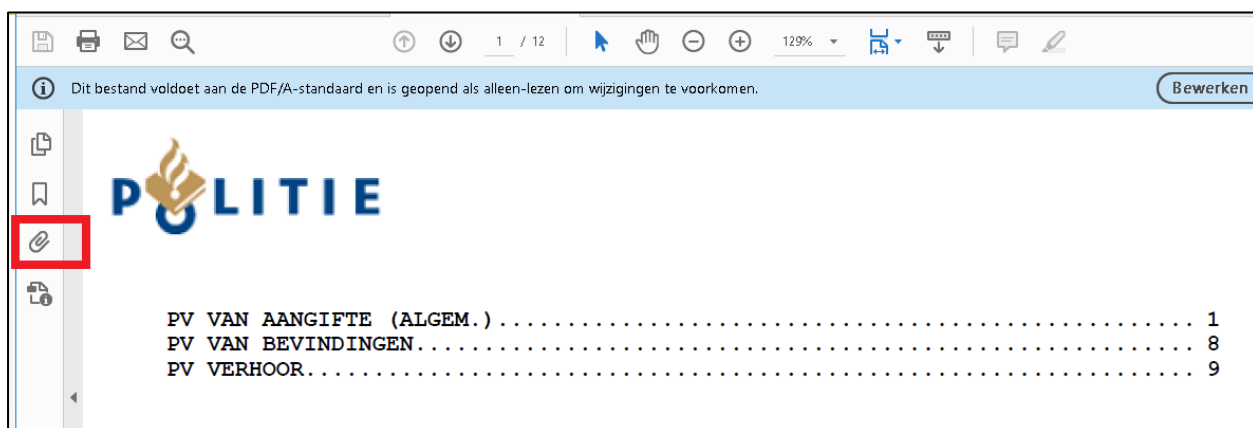 1 / 12 129%
Dit bestand voldoet aan de PDF/A-standaard en is geopend als alleen-lezen om wijzigingen te voorkomen. Bewerken
POLITIE
PV VAN AANGIFTE (ALGEM.).................................................... 1
PV VAN BEVINDINGEN.......................................................... 8
PV VERHOOR.................................................................. 9